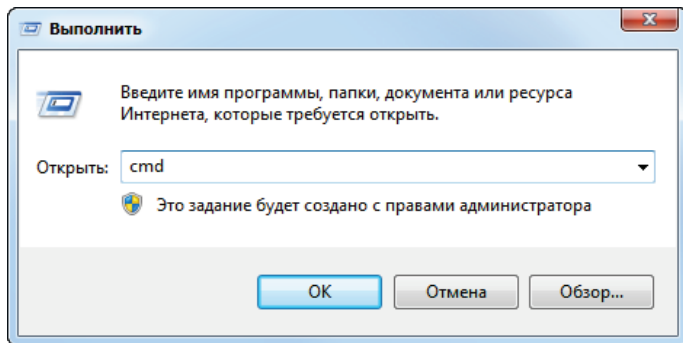 Выполнить
Введите имя программы, папки, документа или ресурса
Интернета, которые требуется открыть.
Открыть: cmd
Это задание будет создано с правами администратора
OK Отмена Обзор...